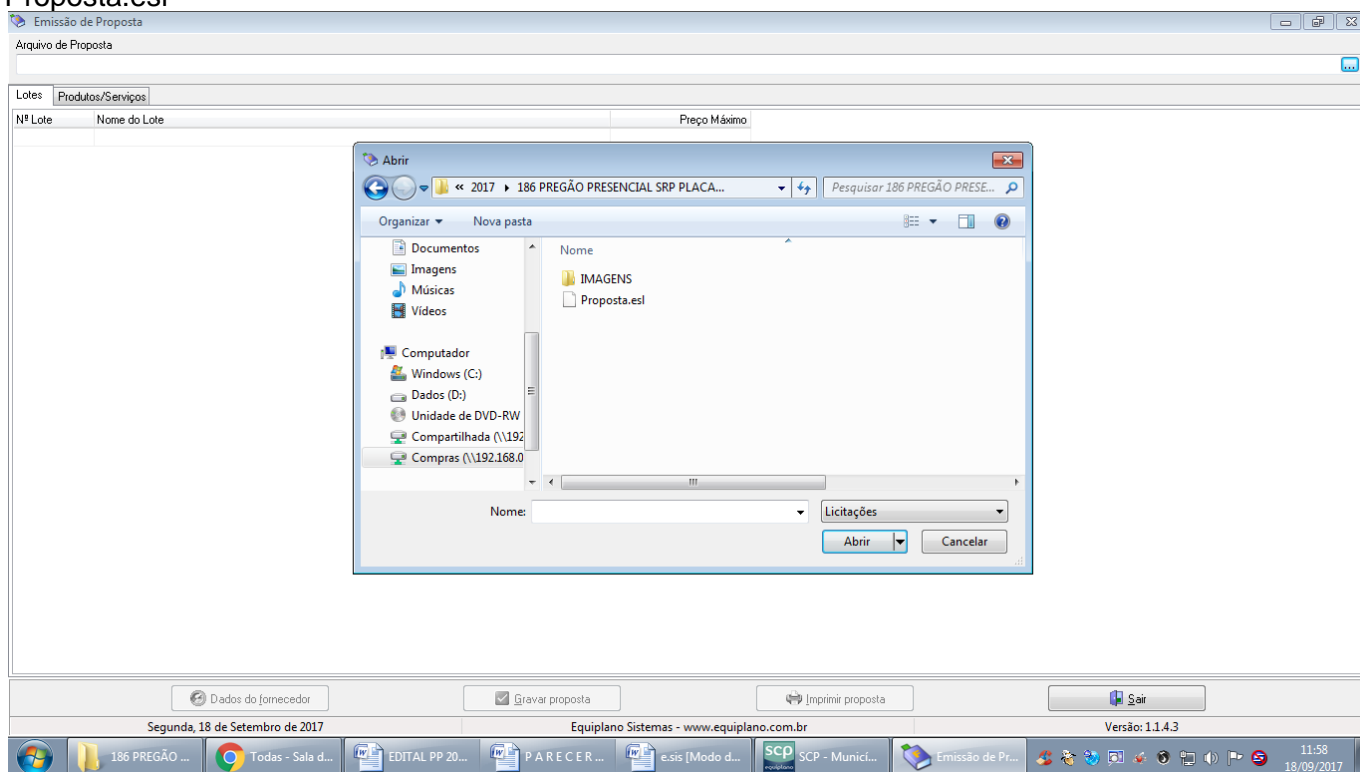 Proposta.esl
Emissão de Proposta
Arquivo de Proposta
...
Lotes Produtos/Serviços
Nº Lote Nome do Lote Preço Máximo
Abrir
« 2017 ▸ 186 PREGÃO PRESENCIAL SRP PLACA... Pesquisar 186 PREGÃO PRESE...
Organizar Nova pasta
Documentos
Imagens
Músicas
Vídeos
Computador
Windows (C:)
Dados (D:)
Unidade de DVD-RW
Compartilhada (\\192
Compras (\\192.168.0
Nome
IMAGENS
Proposta.esl
Nome: Licitações
Abrir Cancelar
Dados do fornecedor Gravar proposta Imprimir proposta Sair
Segunda, 18 de Setembro de 2017 Equiplano Sistemas - www.equiplano.com.br Versão: 1.1.4.3
186 PREGÃO ... Todas - Sala d... EDITAL PP 20... P A R E C E R ... e.sis [Modo d... scp equiplano SCP - Municí... Emissão de Pr... 11:58
18/09/2017